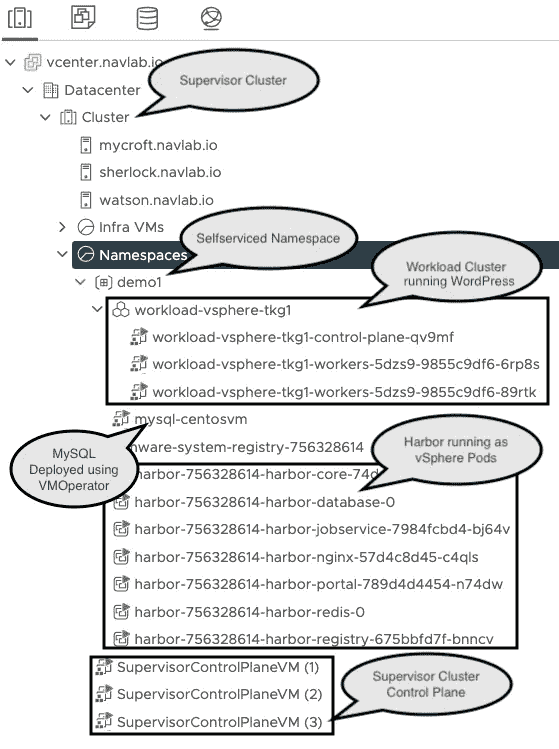 vcenter.navlab.io
Supervisor Cluster
Datacenter
Cluster
mycroft.navlab.io
sherlock.navlab.io
watson.navlab.io
Infra VMs
Selfserviced Namespace
Namespaces
Workload Cluster
running WordPress
demo1
workload-vsphere-tkg1
workload-vsphere-tkg1-control-plane-qv9mf
workload-vsphere-tkg1-workers-5dzs9-9855c9df6-6rp8s
workload-vsphere-tkg1-workers-5dzs9-9855c9df6-89rtk
mysql-centosvm
MySQL
Deployed using
VMOperator
nware-system-registry-756328614
Harbor running as
vSphere Pods
harbor-756328614-harbor-core-74d
harbor-756328614-harbor-database-0
harbor-756328614-harbor-jobservice-7984fcbd4-bj64v
harbor-756328614-harbor-nginx-57d4c8d45-c4qls
harbor-756328614-harbor-portal-789d4d4454-n74dw
harbor-756328614-harbor-redis-0
harbor-756328614-harbor-registry-675bbfd7f-bnncv
SupervisorControlPlaneVM (1)
SupervisorControlPlaneVM (2)
SupervisorControlPlaneVM (3)
Supervisor Cluster
Control Plane